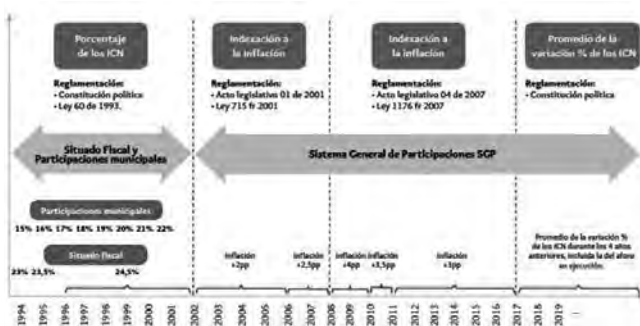 Porcentaje
de los ICN
Indexación a
la inflación
Indexación a
la inflación
Promedio de la
variación % de los ICN
Reglamentación:
• Constitución política
• Ley 60 de 1993.
Reglamentación:
• Acto legislativo 01 de 2001
• Ley 715 fr 2001
Reglamentación:
• Acto legislativo 04 de 2007
• Ley 1176 fr 2007
Reglamentación:
• Constitución política
Situado Fiscal y
Participaciones municipales
Sistema General de Participaciones SGP
Participaciones municipales
15% 16% 17% 18% 19% 20% 21% 22%
Situado fiscal
23% 23,5% 24,5%
Inflación
+2pp
Inflación
+2,5pp
Inflación
+4pp
Inflación
+3,5pp
Inflación
+3pp
Promedio de la variación %
de los ICN durante los 4 años
anteriores, incluida la del aforo
en ejecución.
1994
1995
1996
1997
1998
1999
2000
2001
2002
2003
2004
2005
2006
2007
2008
2009
2010
2011
2012
2013
2014
2015
2016
2017
2018
2019
...